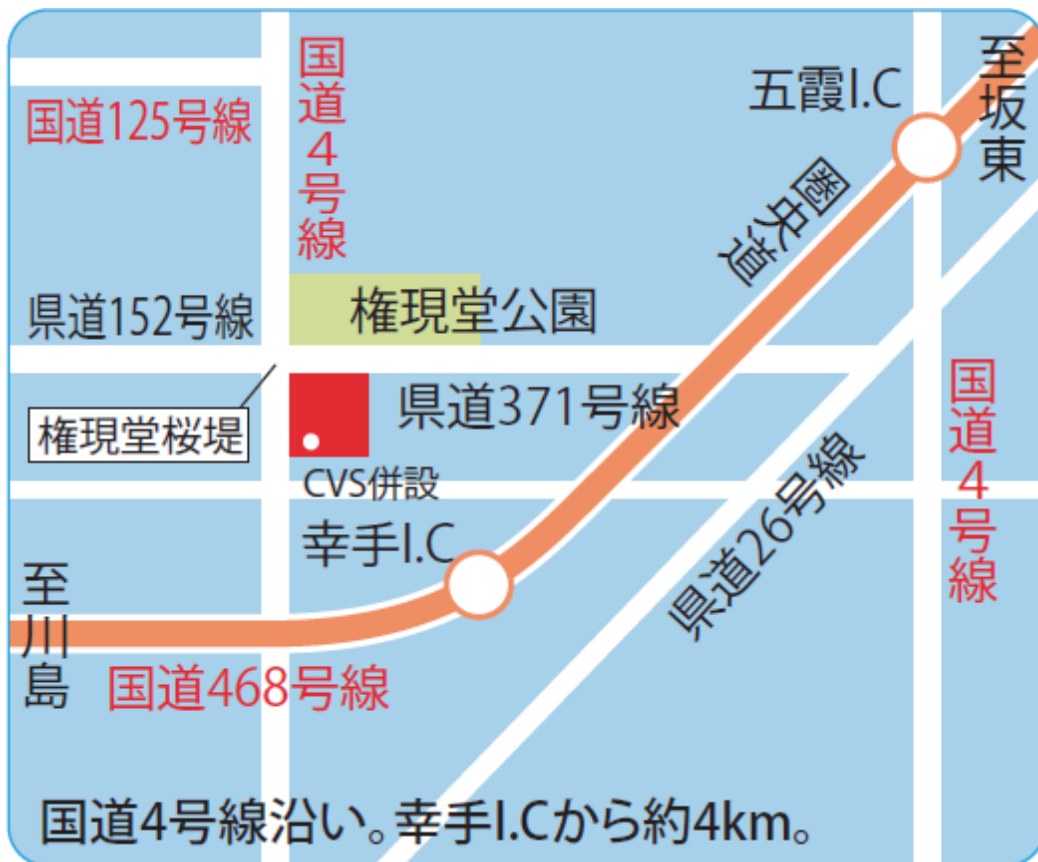 国道4号線
五霞I.C
至坂東
国道125号線
圏央道
県道152号線
権現堂公園
権現堂桜堤
県道371号線
国道4号線
CVS併設
幸手I.C
県道26号線
至川島
国道468号線
国道4号線沿い。幸手I.Cから約4km。